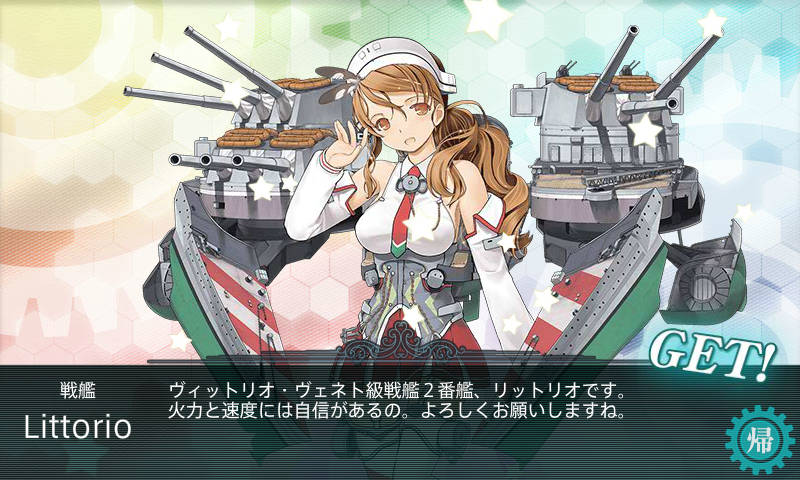 GET!
戦艦
Littorio
ヴィットリオ・ヴェネト級戦艦２番艦、リットリオです。
火力と速度には自信があるの。よろしくお願いしますね。
帰